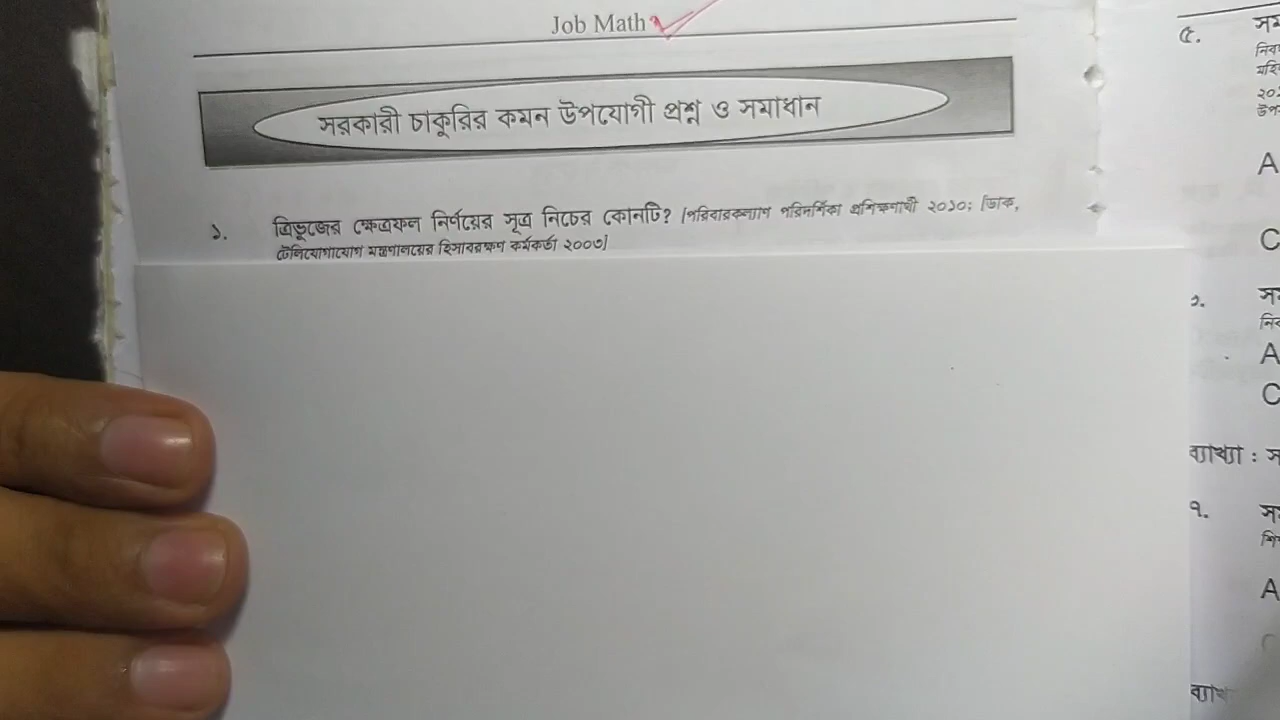 Job Math
সরকারী চাকুরির কমন উপযোগী প্রশ্ন ও সমাধান
১. ত্রিভূজের ক্ষেত্রফল নির্ণয়ের সূত্র নিচের কোনটি? [পরিবারকল্যাণ পরিদর্শিকা প্রশিক্ষণার্থী ২০১০; [ডাক,
টেলিযোগাযোগ মন্ত্রণালয়ের হিসাবরক্ষণ কর্মকর্তা ২০০৩]
৫.
A
C
A
C
ব্যাখ্যা :
৭.
A